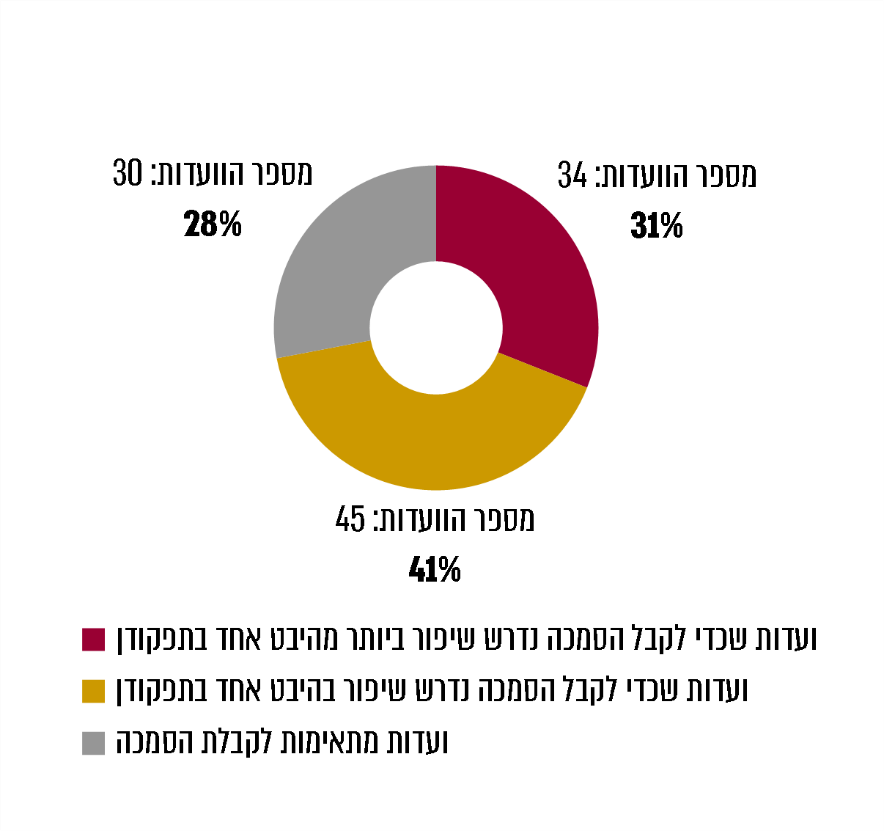 מספר הוועדות: 34
31%
מספר הוועדות: 30
28%
מספר הוועדות: 45
41%
ועדות שכדי לקבל הסמכה נדרש שיפור ביותר מהיבט אחד בתפקודן
ועדות שכדי לקבל הסמכה נדרש שיפור בהיבט אחד בתפקודן
ועדות מתאימות לקבלת הסמכה